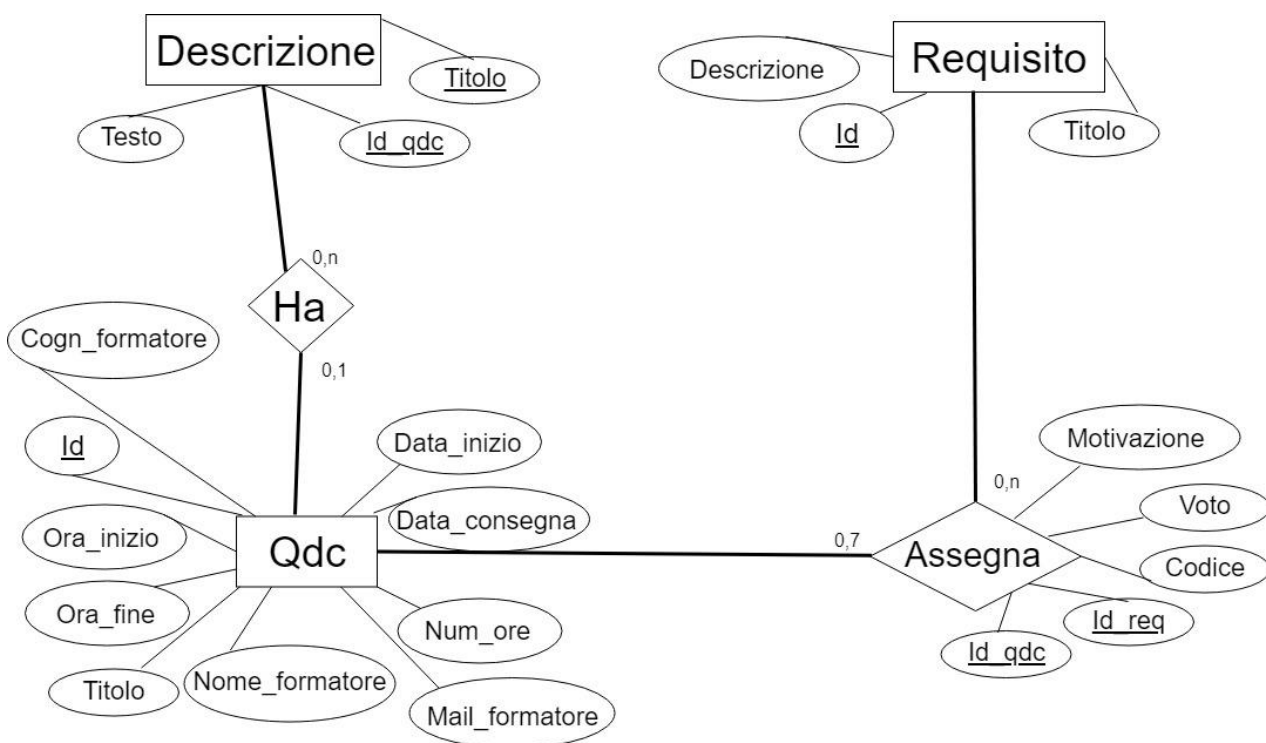 Descrizione
Titolo
Testo
Id_qdc
Requisito
Descrizione
Id
Titolo
0,n
Ha
0,1
Cogn_formatore
Id
Data_inizio
Data_consegna
Ora_inizio
Qdc
Ora_fine
Num_ore
Titolo
Nome_formatore
Mail_formatore
0,7
0,n
Assegna
Motivazione
Voto
Codice
Id_req
Id_qdc